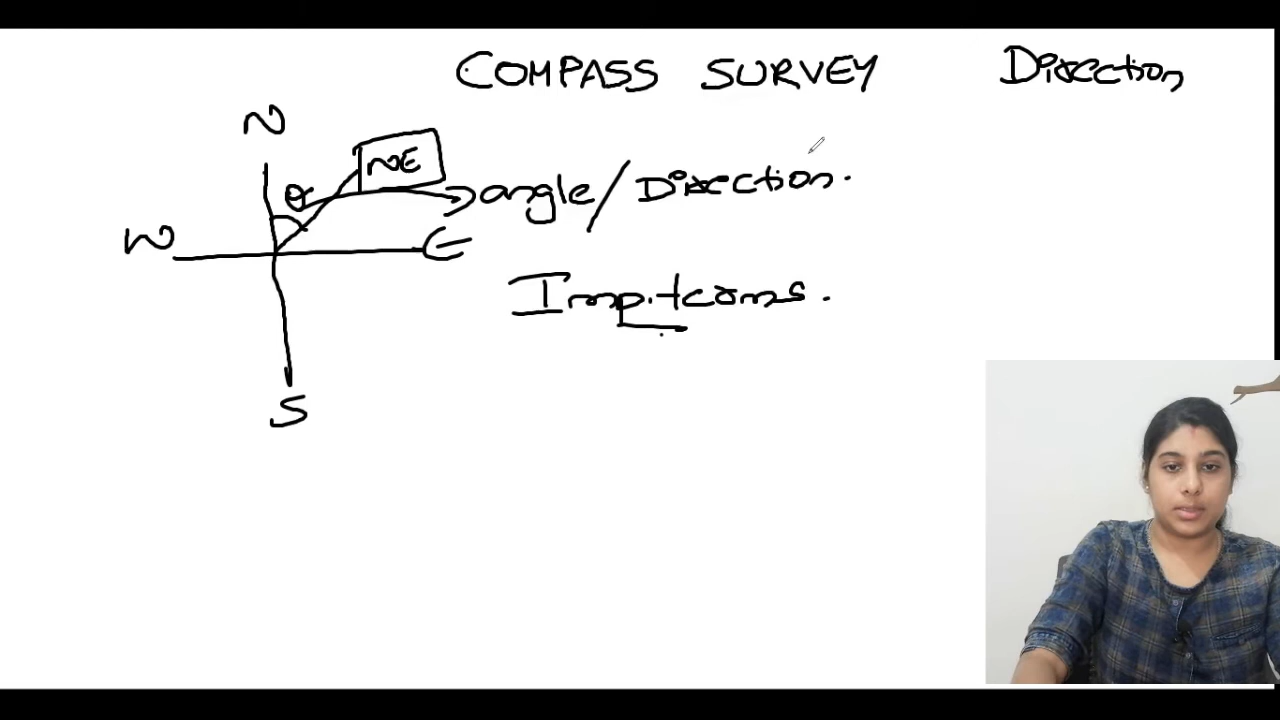 COMPASS SURVEY Direction
N
NE
θ angle/Direction.
W E
Imp. terms.
S